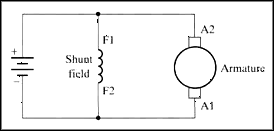 +
F1
A2
Shunt
field
Armature
−
F2
A1